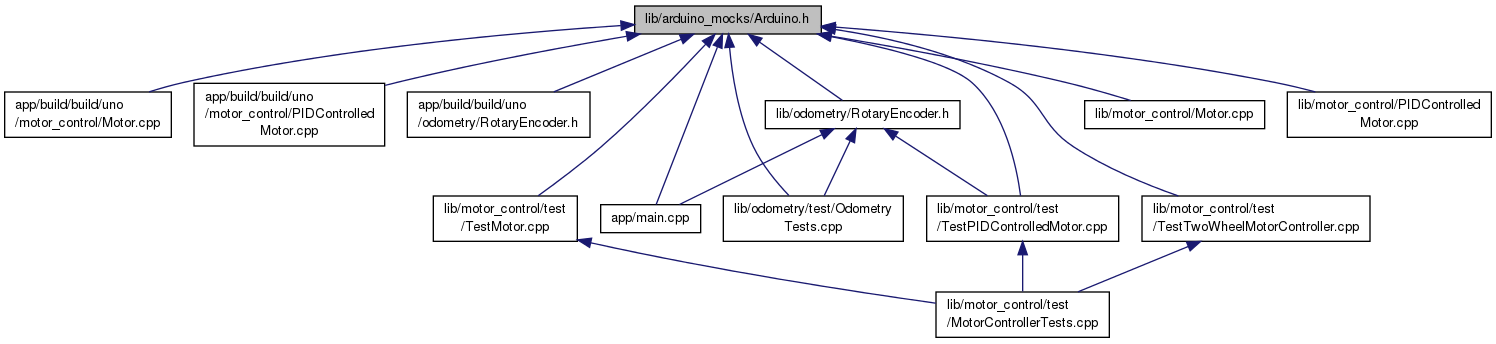 lib/arduino_mocks/Arduino.h
app/build/build/uno
/motor_control/Motor.cpp
app/build/build/uno
/motor_control/PIDControlled
Motor.cpp
app/build/build/uno
/odometry/RotaryEncoder.h
lib/odometry/RotaryEncoder.h
lib/motor_control/Motor.cpp
lib/motor_control/PIDControlled
Motor.cpp
lib/motor_control/test
/TestMotor.cpp
app/main.cpp
lib/odometry/test/Odometry
Tests.cpp
lib/motor_control/test
/TestPIDControlledMotor.cpp
lib/motor_control/test
/TestTwoWheelMotorController.cpp
lib/motor_control/test
/MotorControllerTests.cpp